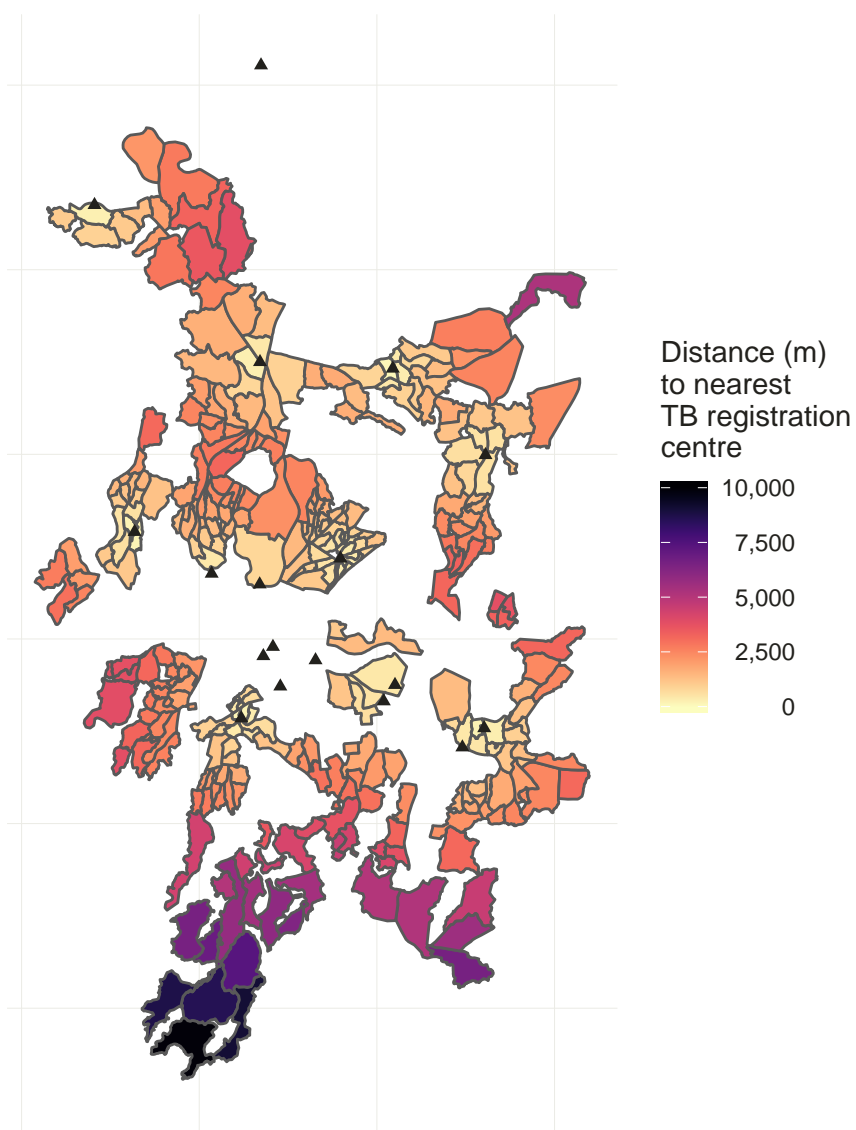 Distance (m)
to nearest
TB registration
centre
10,000
7,500
5,000
2,500
0